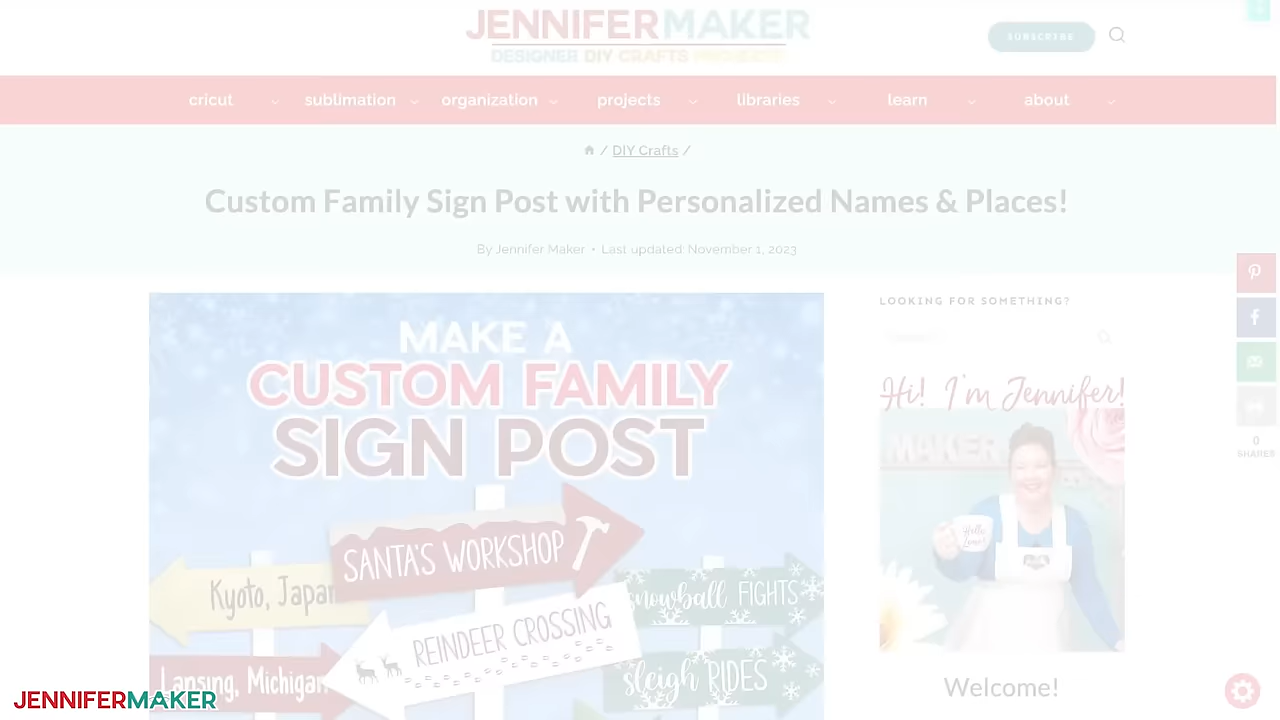 JENNIFERMAKER
DESIGNER DIY CRAFTS PROJECTS
SUBSCRIBE
cricut sublimation organization projects libraries learn about
/ DIY Crafts /
Custom Family Sign Post with Personalized Names & Places!
By Jennifer Maker • Last updated: November 1, 2023
LOOKING FOR SOMETHING?
MAKE A
CUSTOM FAMILY
SIGN POST
SANTA'S WORKSHOP
Kyoto, Japan
snowball FIGHTS
REINDEER CROSSING
Lansing, Michigan
sleigh RIDES
Hi! I'm Jennifer!
MAKER
Hello
Welcome!
0
SHARES
JENNIFERMAKER